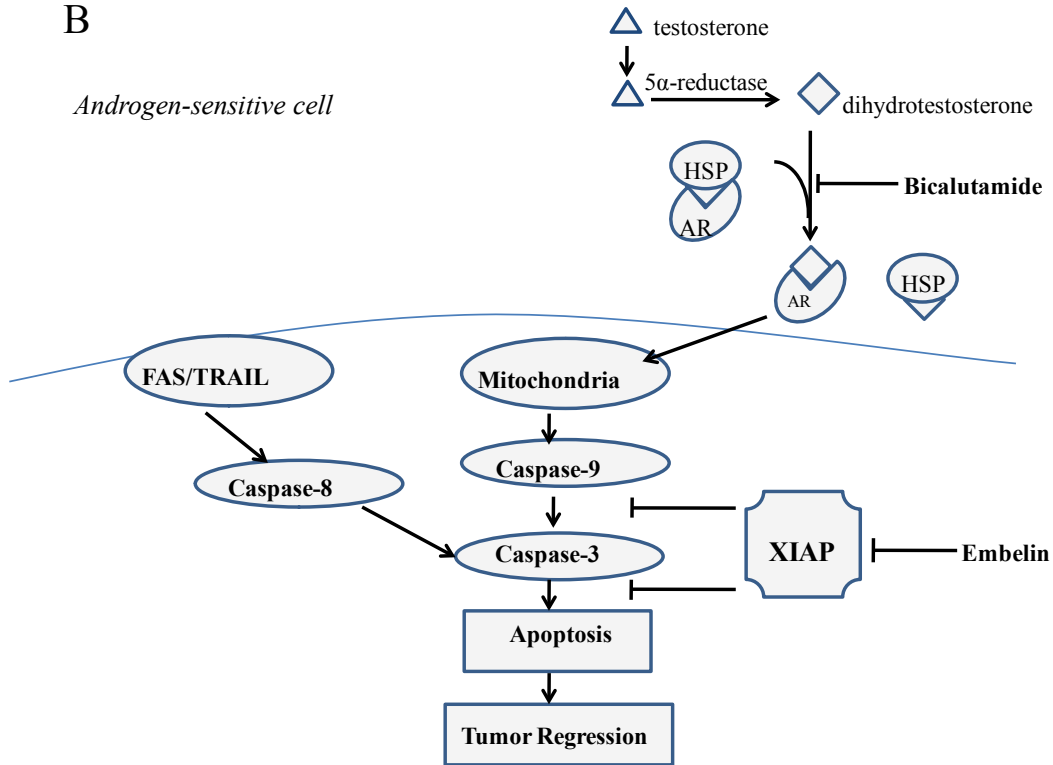 B
testosterone
Androgen-sensitive cell
5α-reductase
dihydrotestosterone
HSP
AR
Bicalutamide
AR
HSP
FAS/TRAIL
Mitochondria
Caspase-8
Caspase-9
Caspase-3
XIAP
Embelin
Apoptosis
Tumor Regression